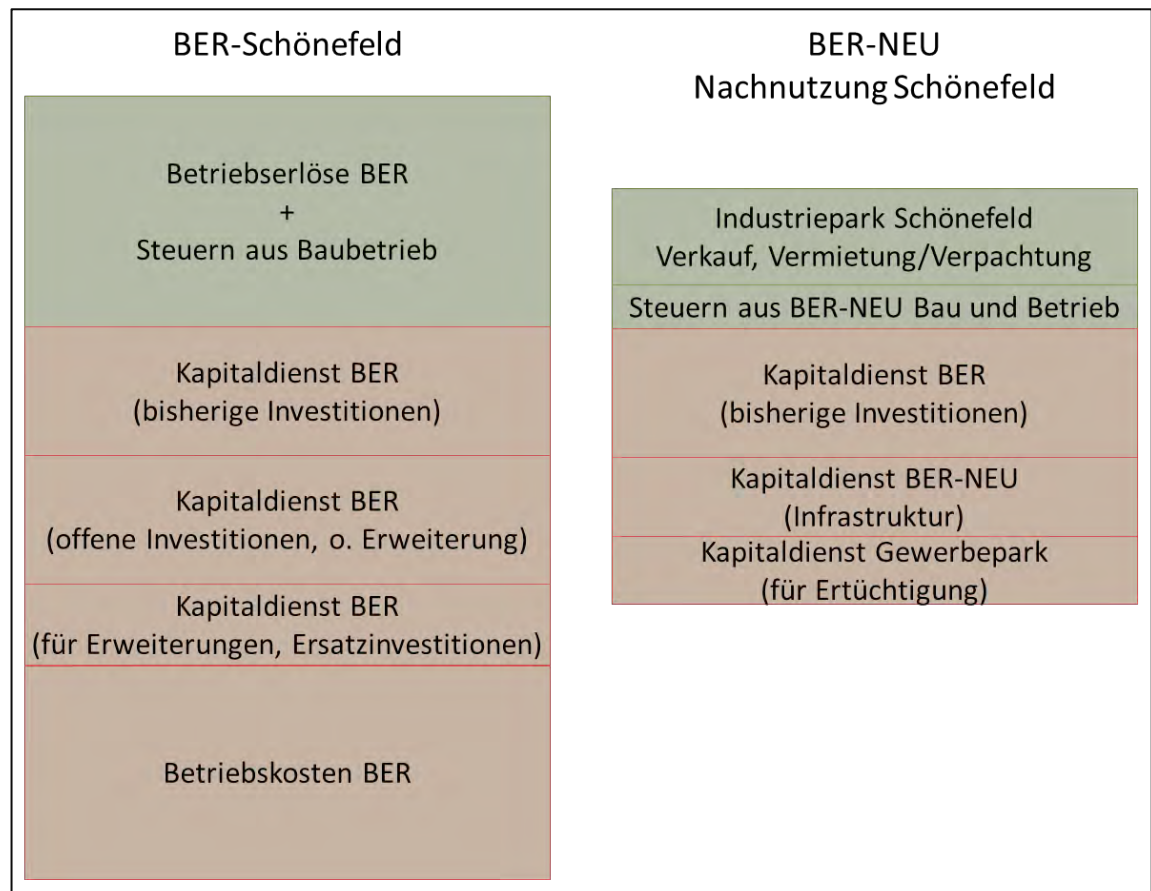 BER-Schönefeld
Betriebserlöse BER
+
Steuern aus Baubetrieb
Kapitaldienst BER
(bisherige Investitionen)
Kapitaldienst BER
(offene Investitionen, o. Erweiterung)
Kapitaldienst BER
(für Erweiterungen, Ersatzinvestitionen)
Betriebskosten BER
BER-NEU
Nachnutzung Schönefeld
Industriepark Schönefeld
Verkauf, Vermietung/Verpachtung
Steuern aus BER-NEU Bau und Betrieb
Kapitaldienst BER
(bisherige Investitionen)
Kapitaldienst BER-NEU
(Infrastruktur)
Kapitaldienst Gewerbepark
(für Ertüchtigung)